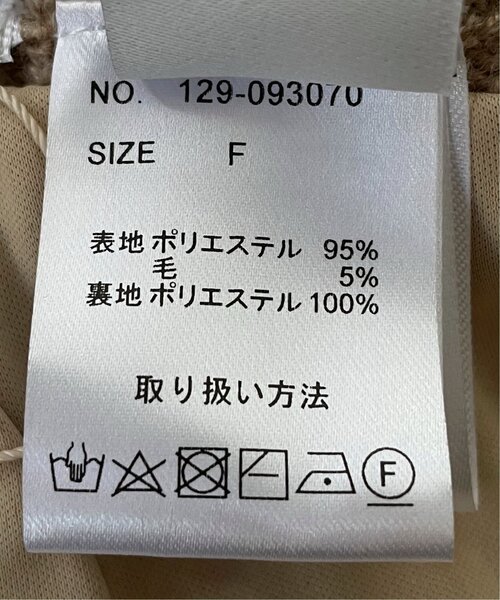 NO. 129-093070
SIZE F
表地 ポリエステル 95%
毛 5%
裏地 ポリエステル 100%
取り扱い方法
F